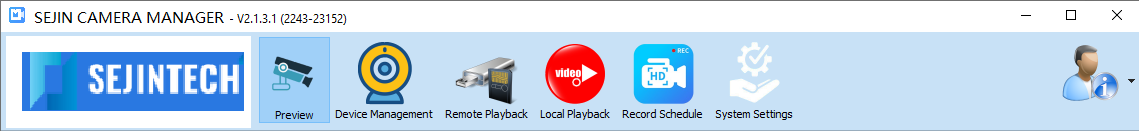 SEJIN CAMERA MANAGER - V2.1.3.1 (2243-23152)
SEJINTECH
video
REC
HD
Preview
Device Management
Remote Playback
Local Playback
Record Schedule
System Settings